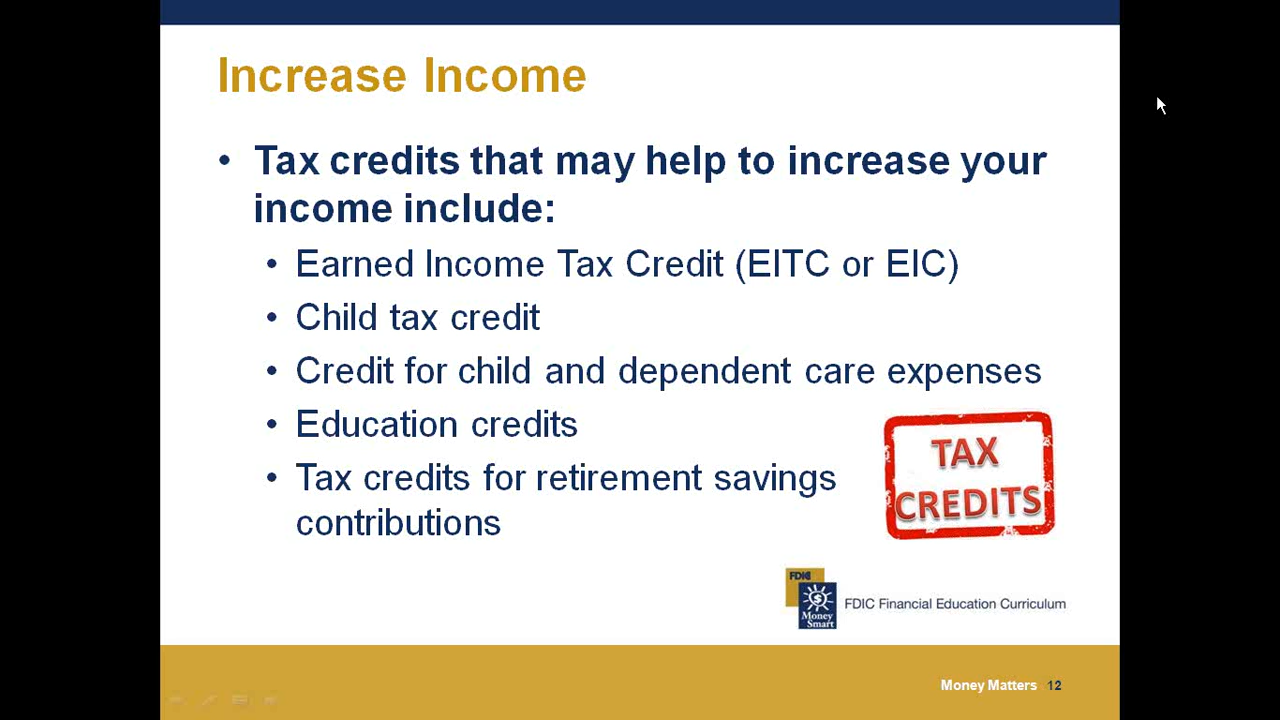 Increase Income
• Tax credits that may help to increase your
income include:
• Earned Income Tax Credit (EITC or EIC)
• Child tax credit
• Credit for child and dependent care expenses
• Education credits
• Tax credits for retirement savings
contributions
TAX
CREDITS
FDIC
$
Money
Smart
FDIC Financial Education Curriculum
Money Matters 12